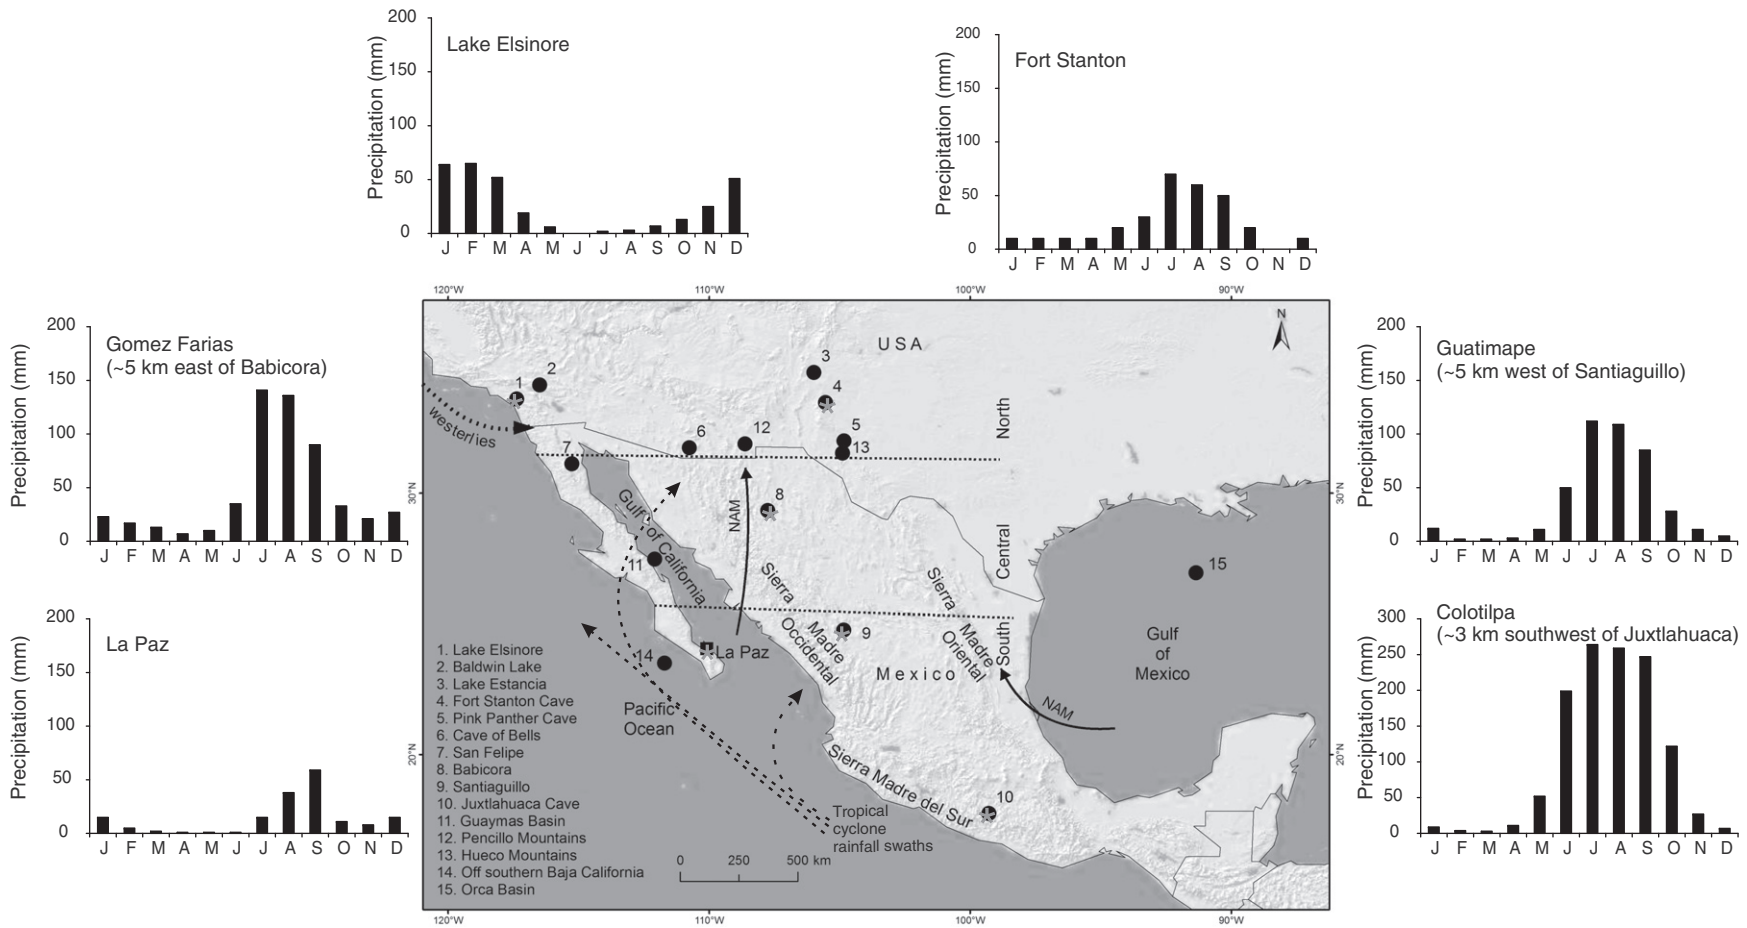 200
150
100
50
0
Precipitation (mm)
Lake Elsinore
J F M A M J J A S O N D
200
150
100
50
0
Precipitation (mm)
Fort Stanton
J F M A M J J A S O N D
200
150
100
50
0
Precipitation (mm)
Gomez Farias
(~5 km east of Babicora)
J F M A M J J A S O N D
200
150
100
50
0
Precipitation (mm)
La Paz
J F M A M J J A S O N D
120°W 110°W 100°W 90°W
30°N
20°N
USA
N
1
2
3
4
5
6
12
13
7
8
11
9
14
10
15
westerlies
North
Central
South
NAM
Gulf of California
Sierra
Madre
Occidental
Sierra
Madre
Oriental
La Paz
Mexico
Gulf
of
Mexico
NAM
Pacific
Ocean
Sierra Madre del Sur
Tropical
cyclone
rainfall swaths
1. Lake Elsinore
2. Baldwin Lake
3. Lake Estancia
4. Fort Stanton Cave
5. Pink Panther Cave
6. Cave of Bells
7. San Felipe
8. Babicora
9. Santiaguillo
10. Juxtlahuaca Cave
11. Guaymas Basin
12. Pencillo Mountains
13. Hueco Mountains
14. Off southern Baja California
15. Orca Basin
0 250 500 km
30°N
20°N
120°W 110°W 100°W 90°W
200
150
100
50
0
Precipitation (mm)
Guatimape
(~5 km west of Santiaguillo)
J F M A M J J A S O N D
300
250
200
150
100
50
0
Precipitation (mm)
Colotilpa
(~3 km southwest of Juxtlahuaca)
J F M A M J J A S O N D